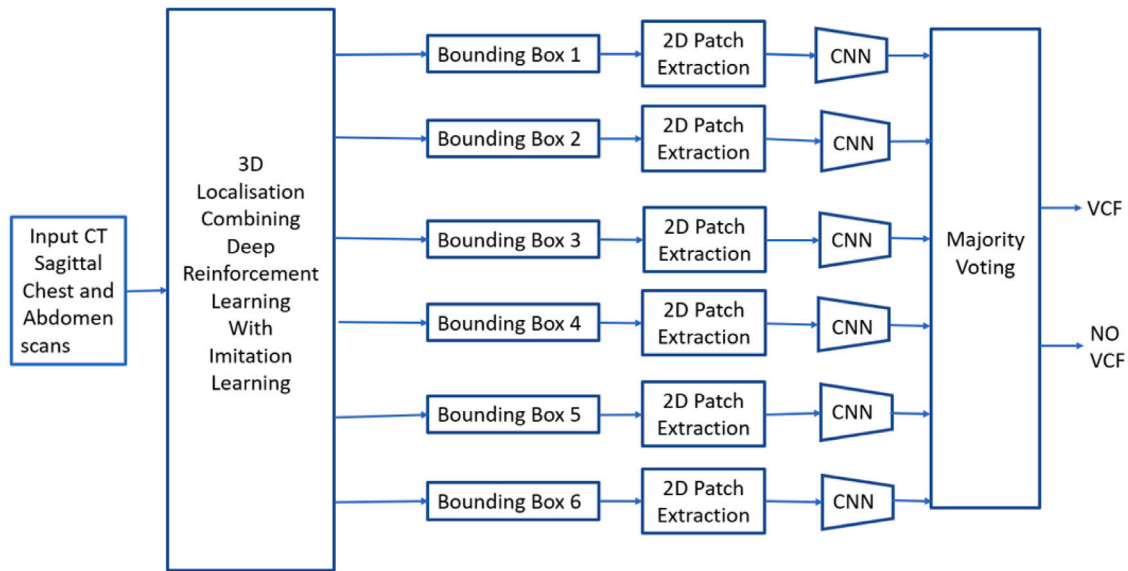 Input CT
Sagittal
Chest and
Abdomen
scans
3D
Localisation
Combining
Deep
Reinforcement
Learning
With
Imitation
Learning
Bounding Box 1
2D Patch
Extraction
CNN
Bounding Box 2
2D Patch
Extraction
CNN
Bounding Box 3
2D Patch
Extraction
CNN
Bounding Box 4
2D Patch
Extraction
CNN
Bounding Box 5
2D Patch
Extraction
CNN
Bounding Box 6
2D Patch
Extraction
CNN
Majority
Voting
VCF
NO
VCF